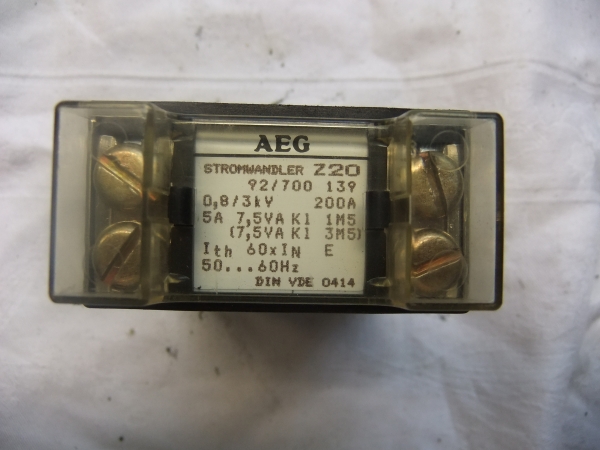 AEG
STROMWANDLER Z20
92/700 139
0,8/3kV 200A
5A 7,5VA Kl 1M5
(7,5VA Kl 3M5)
Ith 60xIN E
50...60Hz
DIN VDE 0414